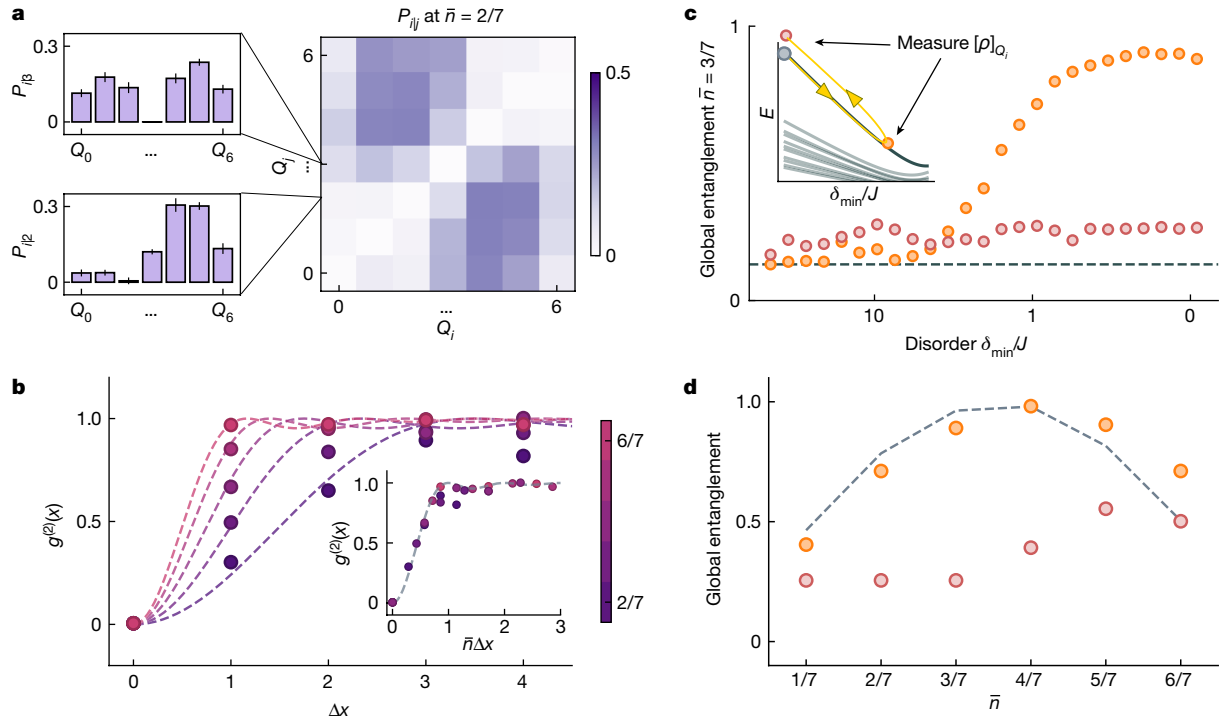 a
P_{i|j} at n̄ = 2/7
0.3
P_{i|3}
0
Q_0 ... Q_6
0.3
P_{i|2}
0
Q_0 ... Q_6
6
Q_j ...
0
0 ... 6
Q_i
0.5
0
b
1.0
0.5
0
g^{(2)}(x)
0 1 2 3 4
Δx
1.0
0.5
0
g^{(2)}(x)
0 1 2 3
n̄Δx
6/7
2/7
c
1
0
Global entanglement n̄ = 3/7
Measure [ρ]_{Q_i}
E
δ_min/J
10 1 0
Disorder δ_min/J
d
1.0
0.5
0
Global entanglement
1/7 2/7 3/7 4/7 5/7 6/7
n̄